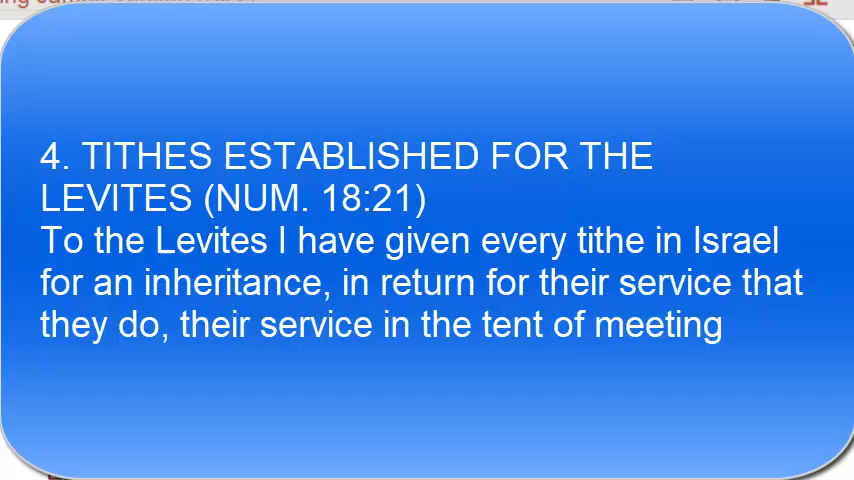 4. TITHES ESTABLISHED FOR THE
LEVITES (NUM. 18:21)
To the Levites I have given every tithe in Israel
for an inheritance, in return for their service that
they do, their service in the tent of meeting